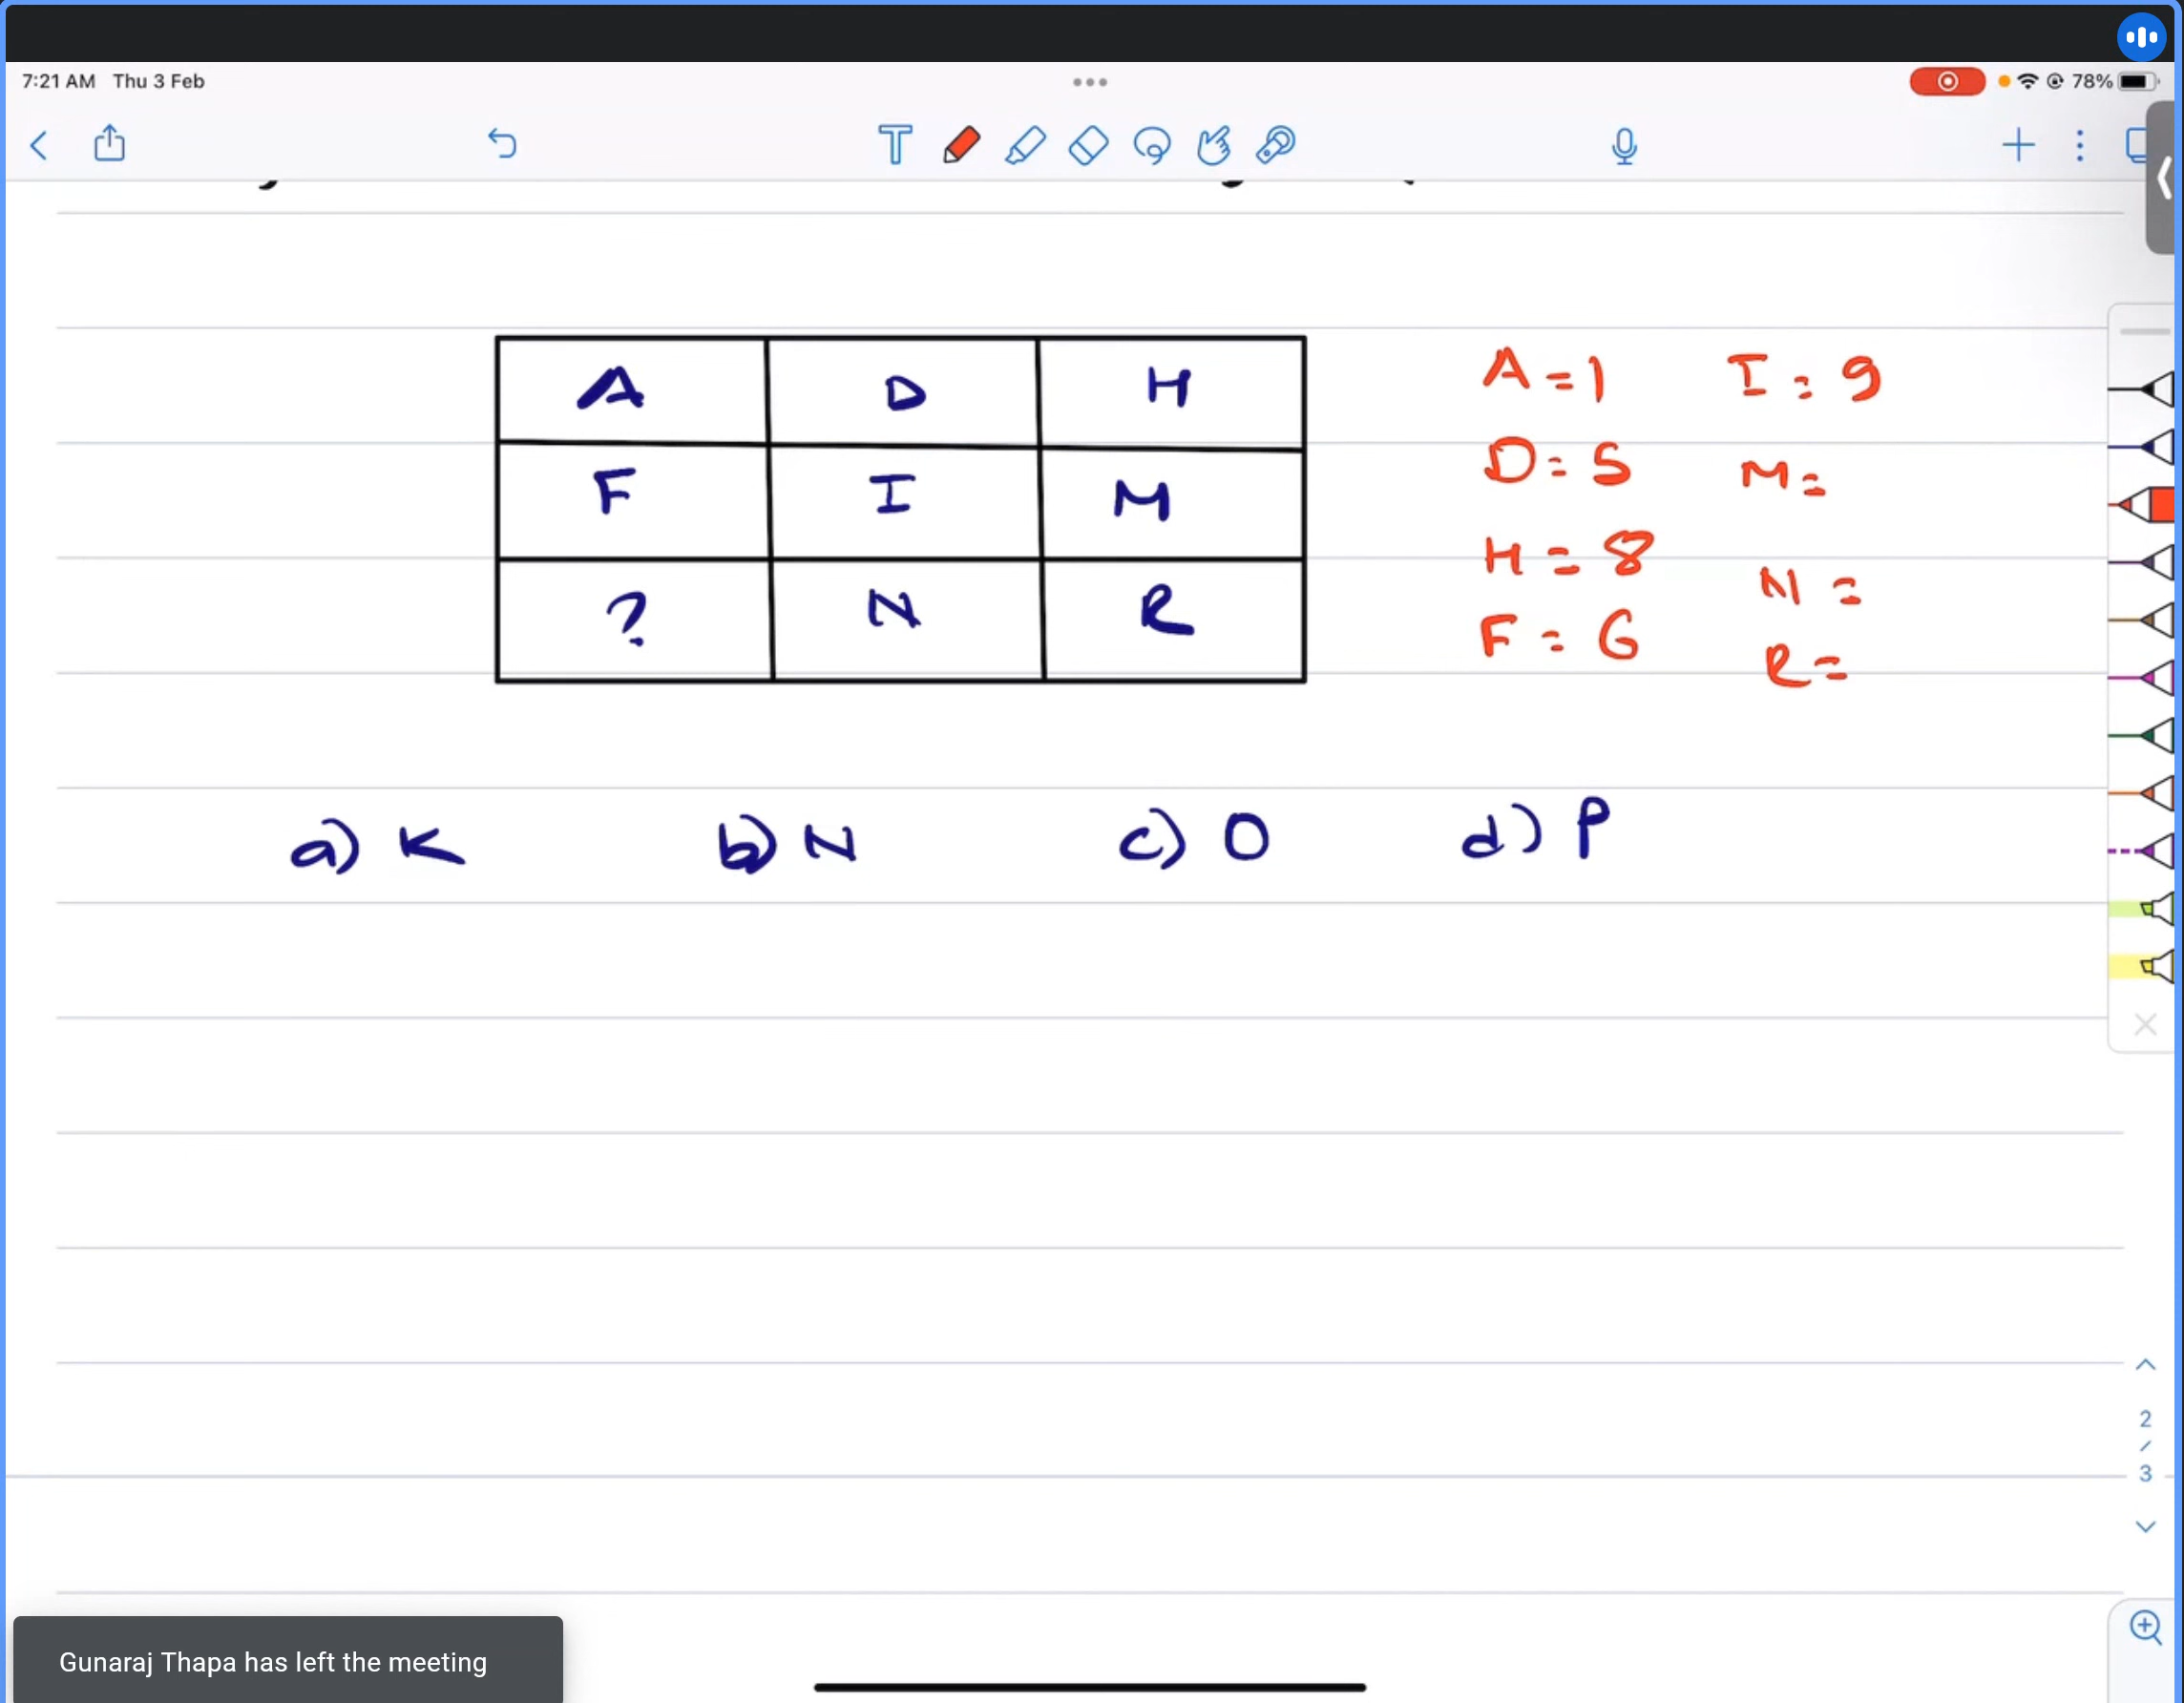 7:21 AM Thu 3 Feb
78%
T
A D H
F I M
? N R
A = 1 I = 9
D = 5 M =
H = 8 N =
F = 6 R =
a) K b) N c) O d) P
2
/
3
Gunaraj Thapa has left the meeting